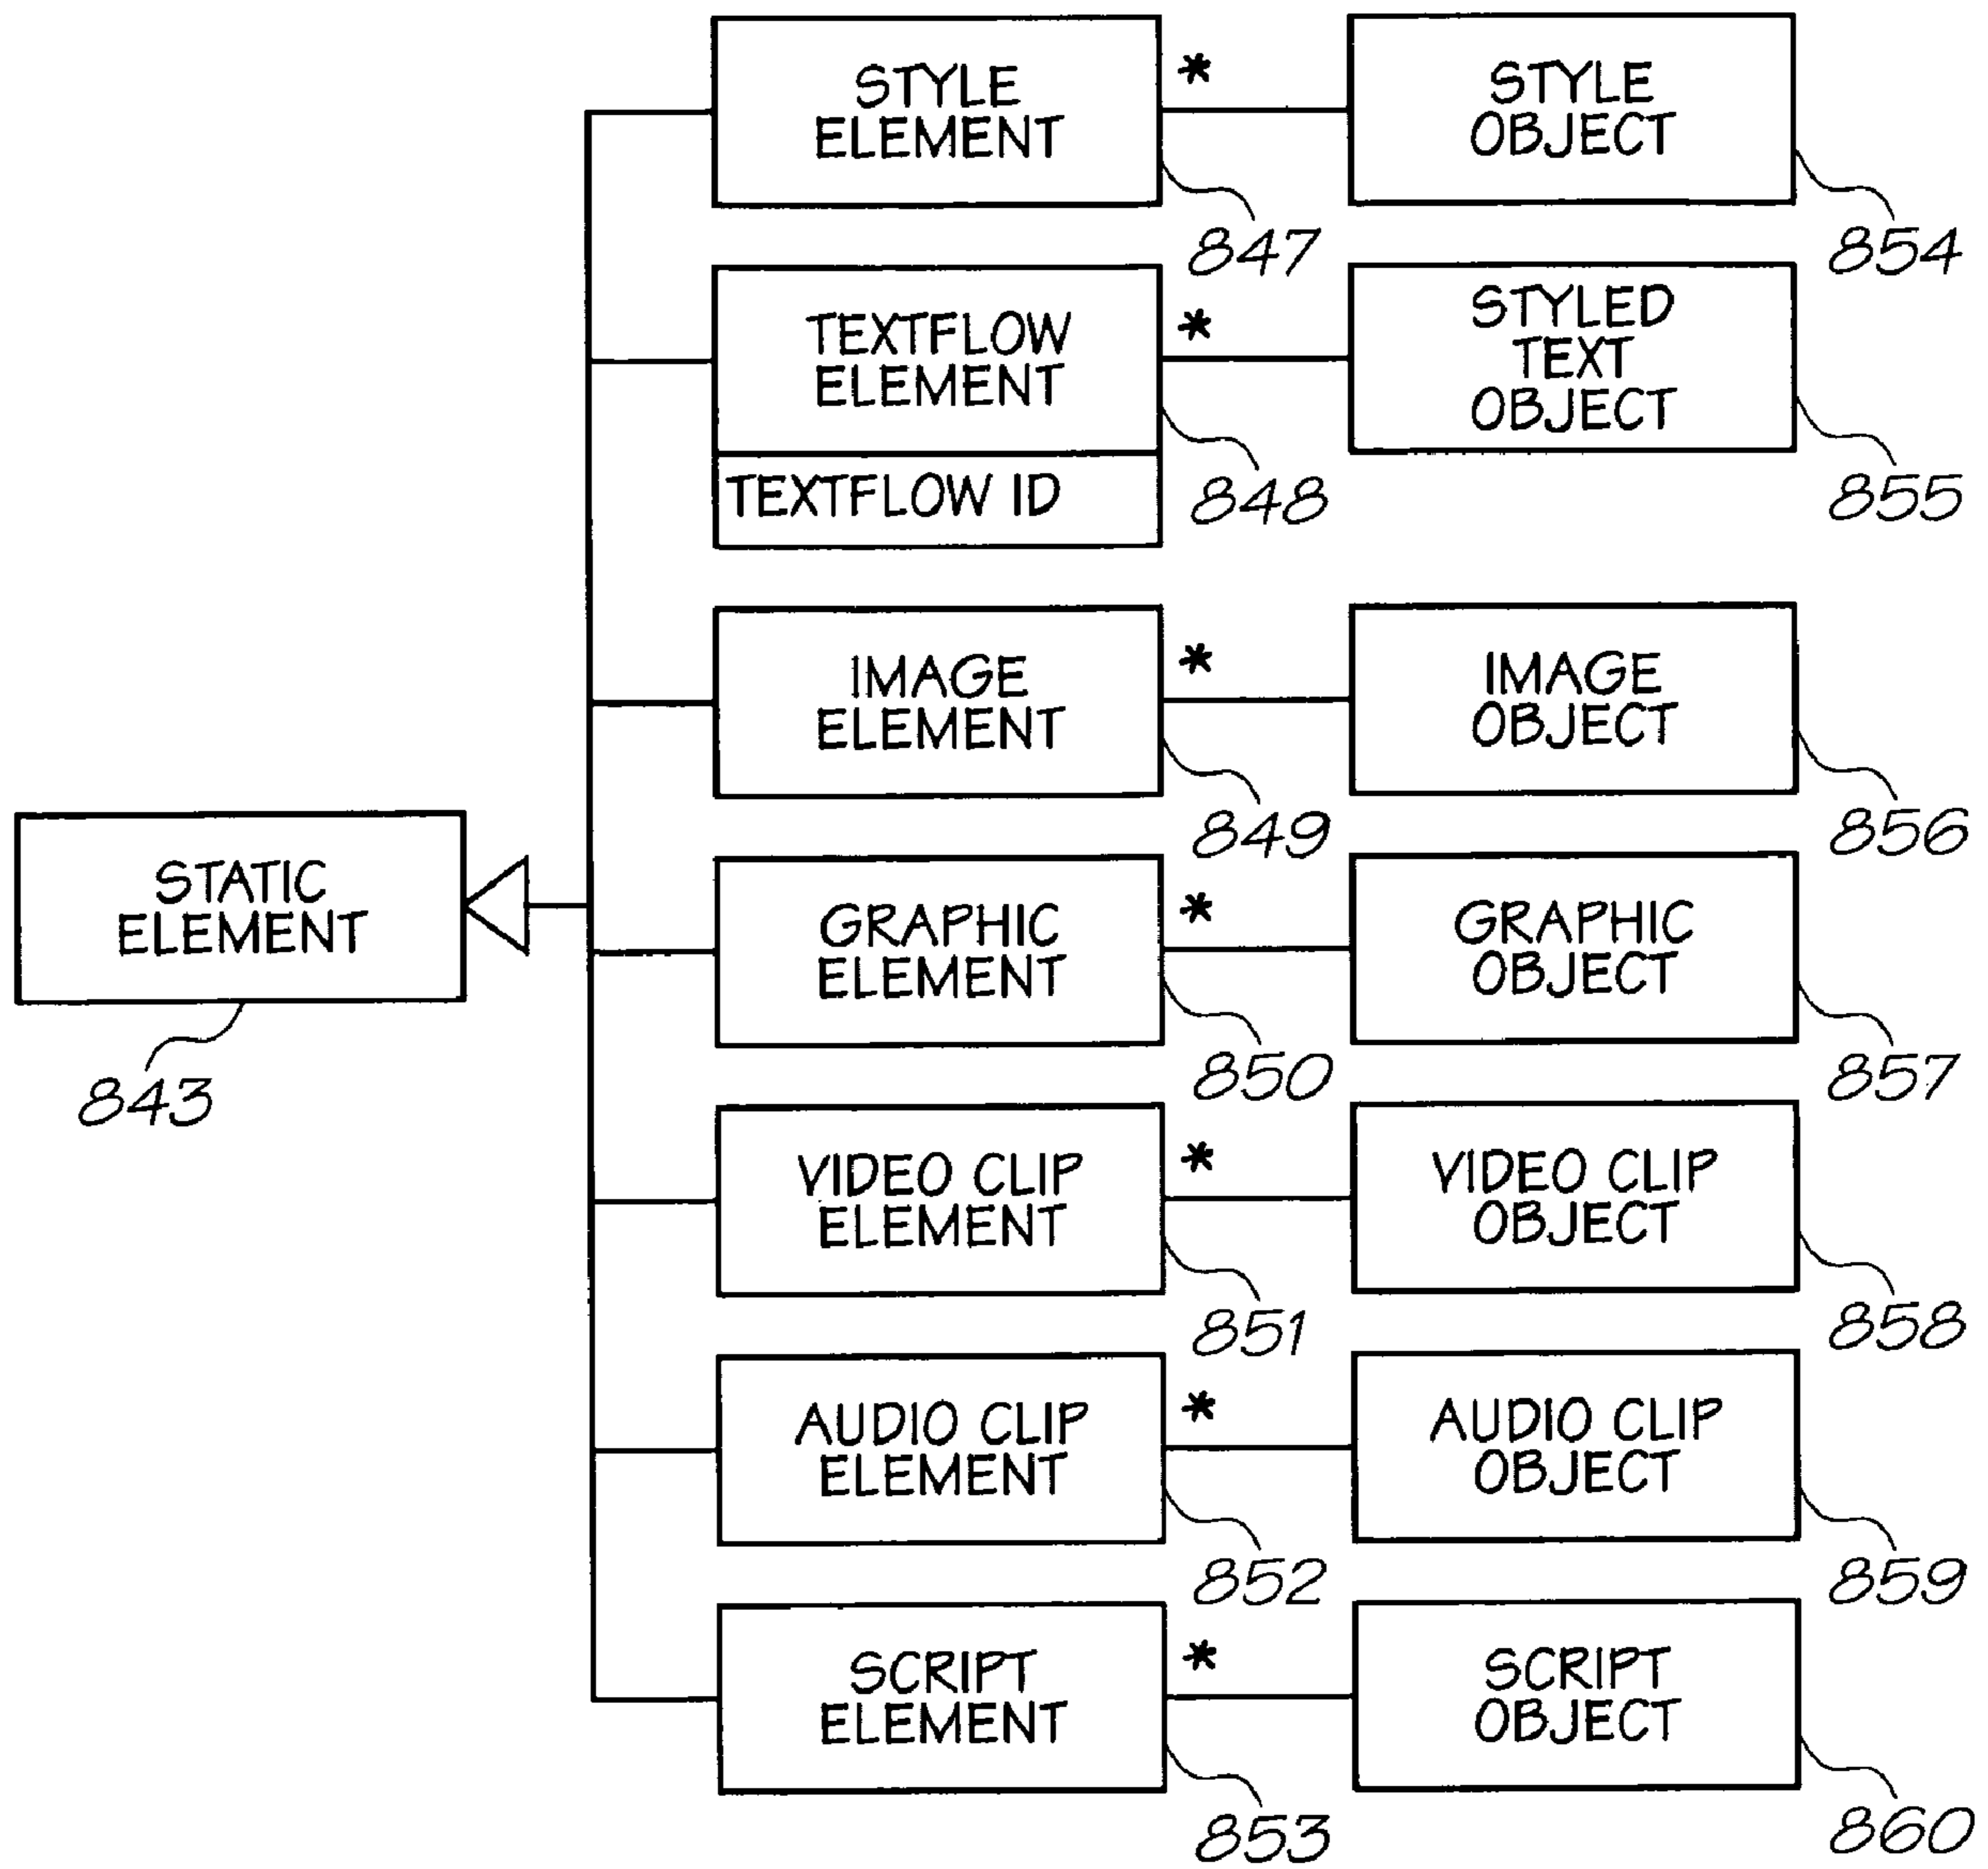 STYLE
ELEMENT
*
847
STYLE
OBJECT
854
TEXTFLOW
ELEMENT
TEXTFLOW ID
*
848
STYLED
TEXT
OBJECT
855
IMAGE
ELEMENT
*
849
IMAGE
OBJECT
856
STATIC
ELEMENT
843
GRAPHIC
ELEMENT
*
850
GRAPHIC
OBJECT
857
VIDEO CLIP
ELEMENT
*
851
VIDEO CLIP
OBJECT
858
AUDIO CLIP
ELEMENT
*
852
AUDIO CLIP
OBJECT
859
SCRIPT
ELEMENT
*
853
SCRIPT
OBJECT
860